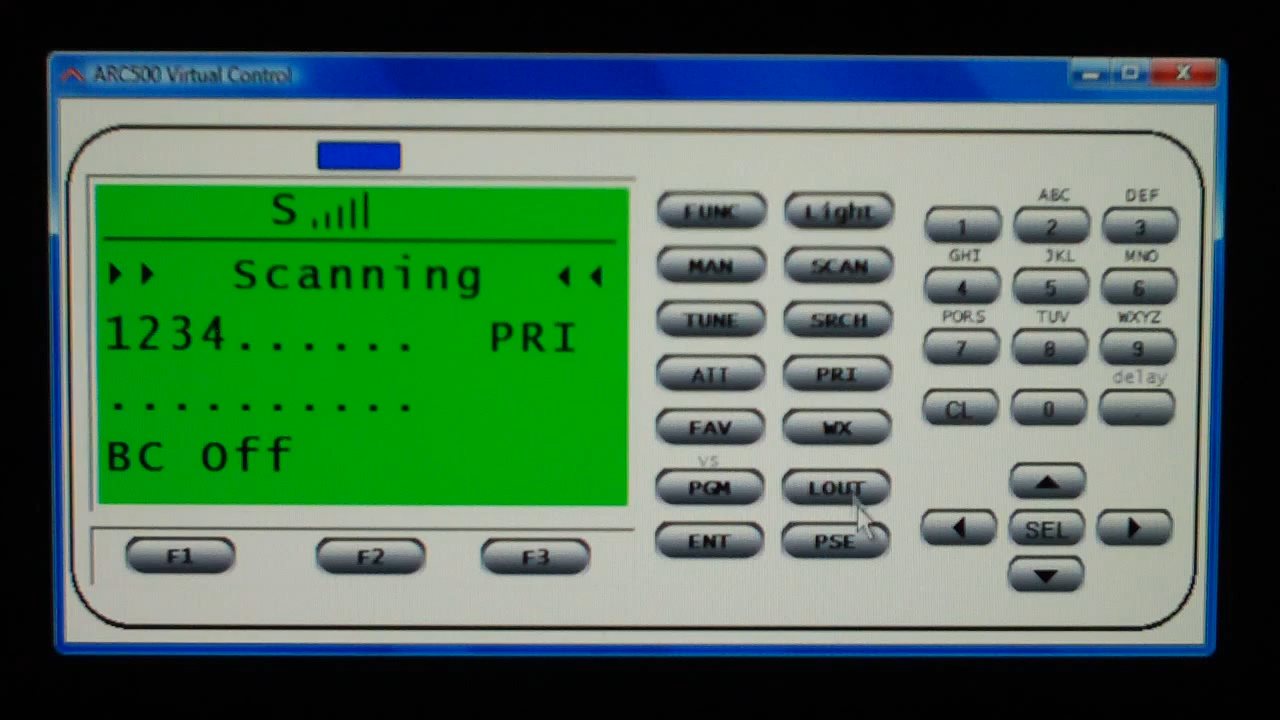 ARC500 Virtual Control
S
Scanning
1234...... PRI
..........
BC Off
F1 F2 F3
FUNC Light
MAN SCAN
TUNE SRCH
ATT PRI
FAV WX
VS
PGM LOUT
ENT PSE
ABC DEF
1 2 3
GHI JKL MNO
4 5 6
PQRS TUV WXYZ
7 8 9
delay
CL 0 .
SEL